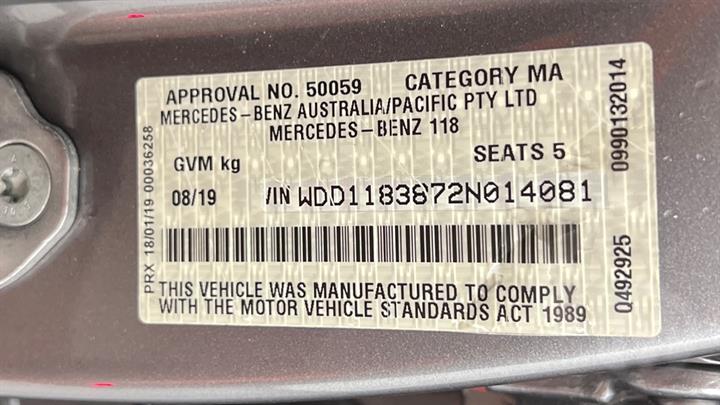 APPROVAL NO. 50059 CATEGORY MA
MERCEDES-BENZ AUSTRALIA/PACIFIC PTY LTD
MERCEDES-BENZ 118
GVM kg SEATS 5
08/19 VIN WDD1183872N014081
THIS VEHICLE WAS MANUFACTURED TO COMPLY
WITH THE MOTOR VEHICLE STANDARDS ACT 1989
PRX 18/01/19 00036258
0990132014
Q492925